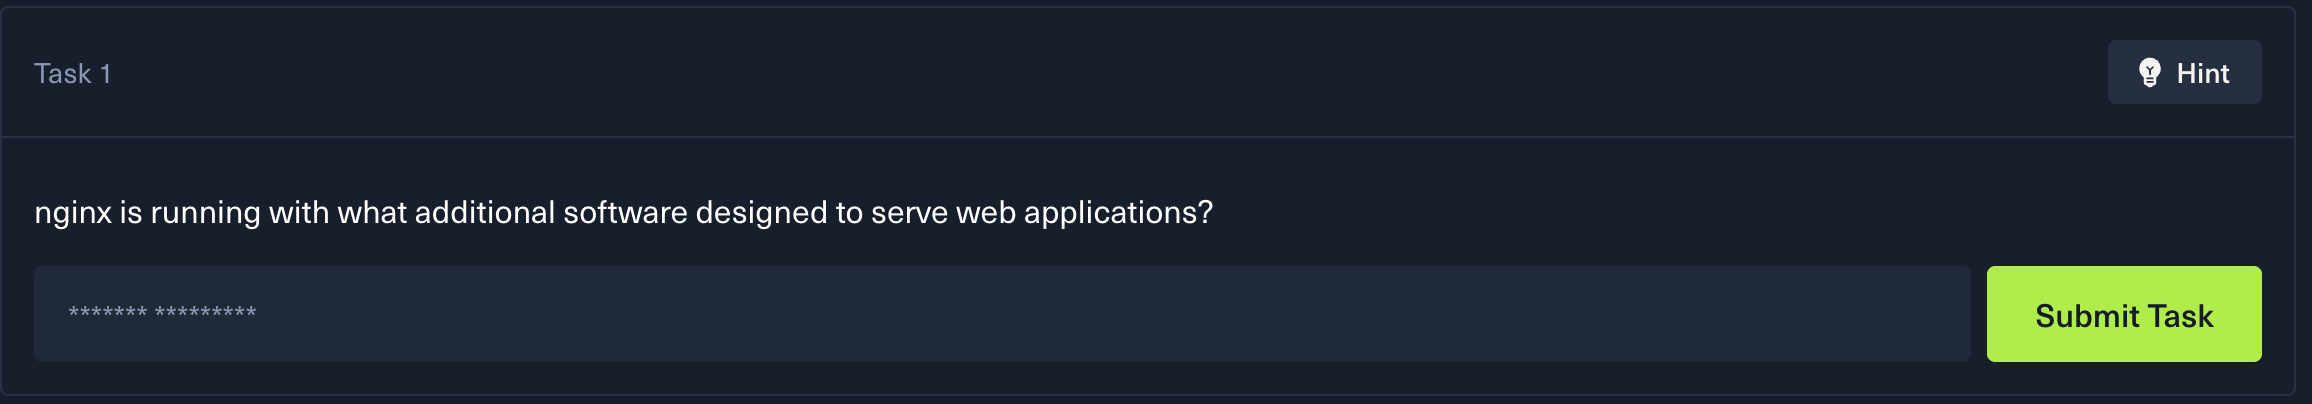 Task 1
Hint
nginx is running with what additional software designed to serve web applications?
******* *********
Submit Task